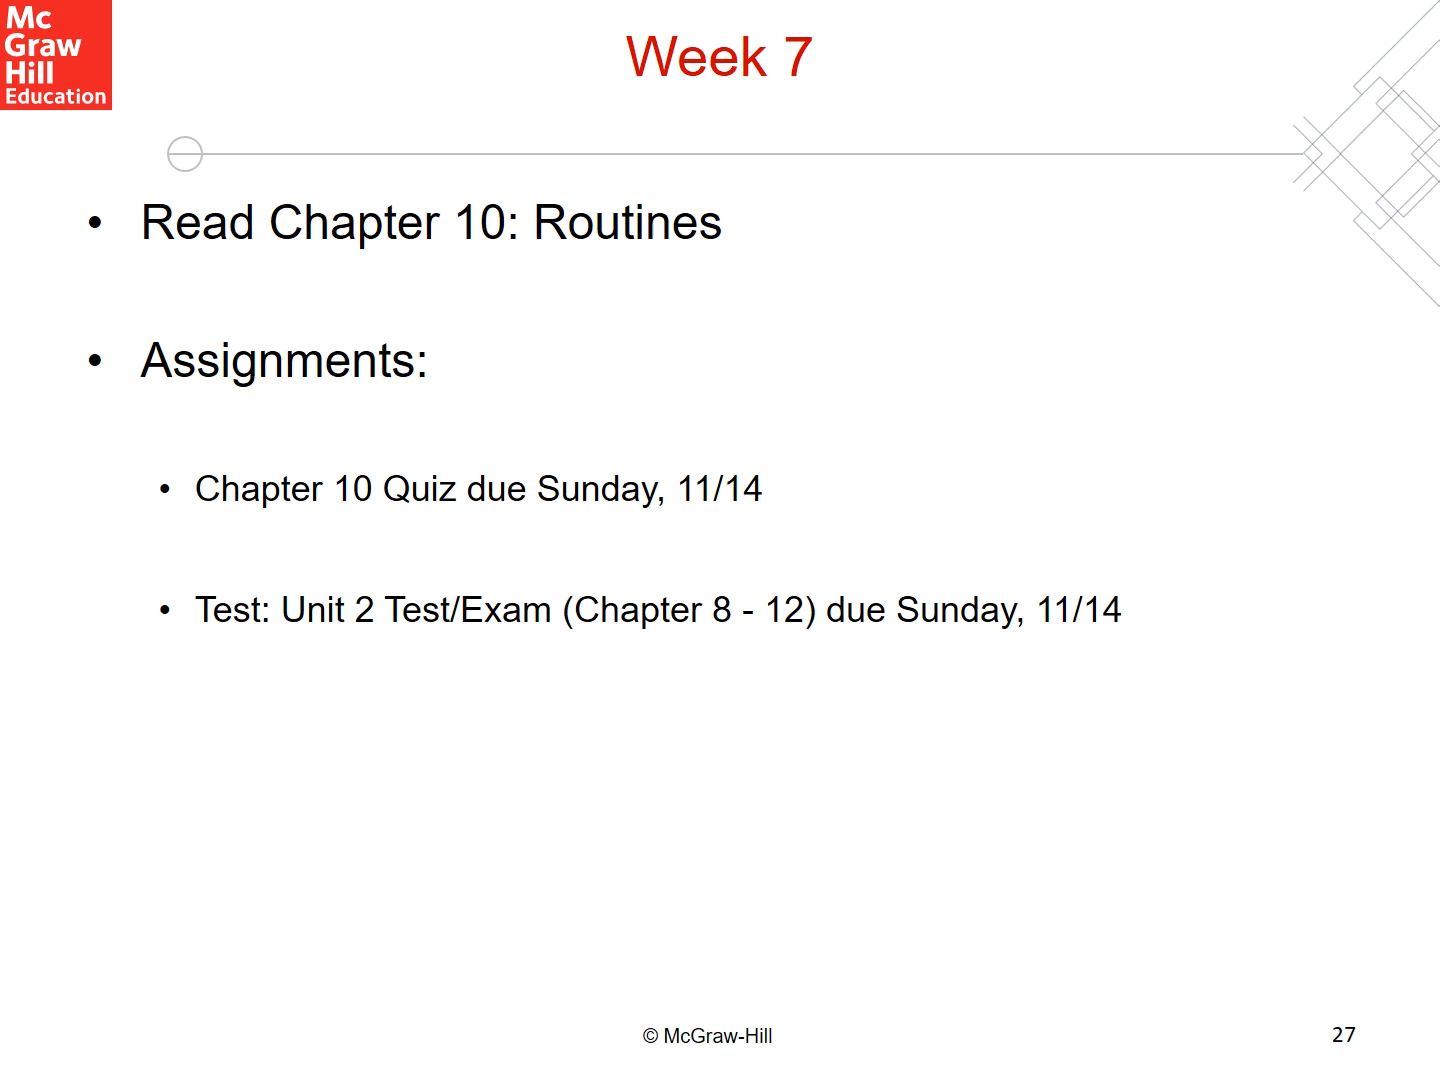 Mc
Graw
Hill
Education
Week 7
• Read Chapter 10: Routines
• Assignments:
• Chapter 10 Quiz due Sunday, 11/14
• Test: Unit 2 Test/Exam (Chapter 8 - 12) due Sunday, 11/14
© McGraw-Hill
27